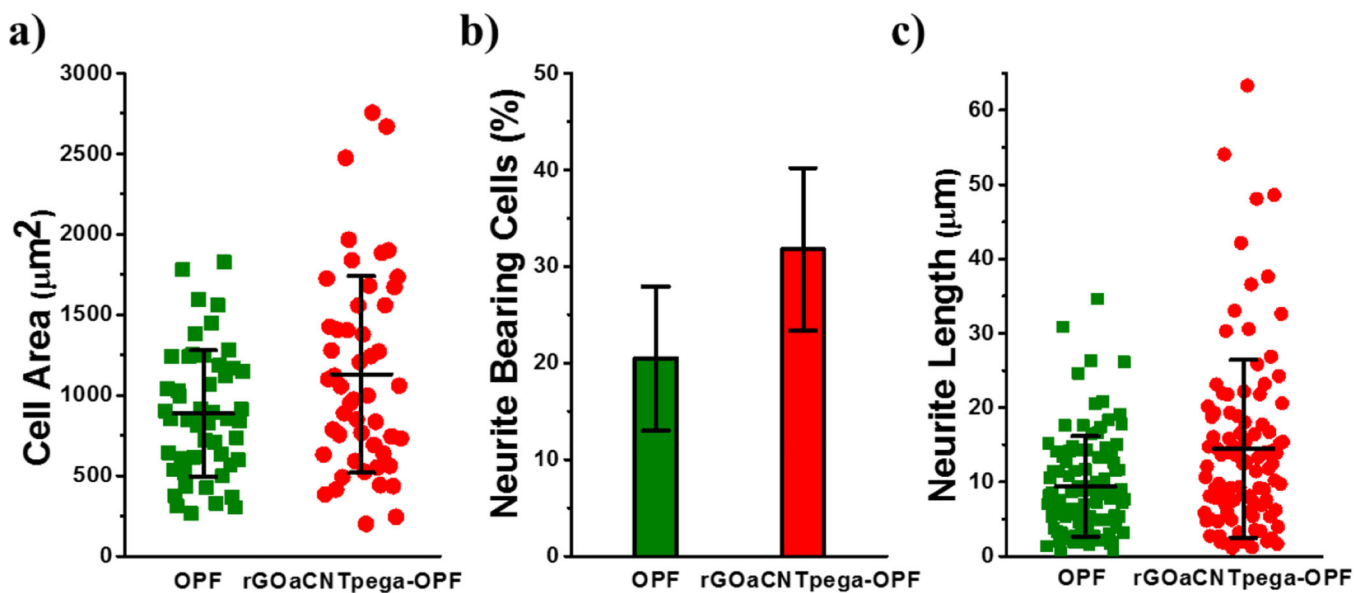 a)
Cell Area (μm2)
3000
2500
2000
1500
1000
500
0
OPF
rGOaCNTpega-OPF
b)
Neurite Bearing Cells (%)
50
40
30
20
10
0
OPF
rGOaCNTpega-OPF
c)
Neurite Length (μm)
60
50
40
30
20
10
0
OPF
rGOaCNTpega-OPF